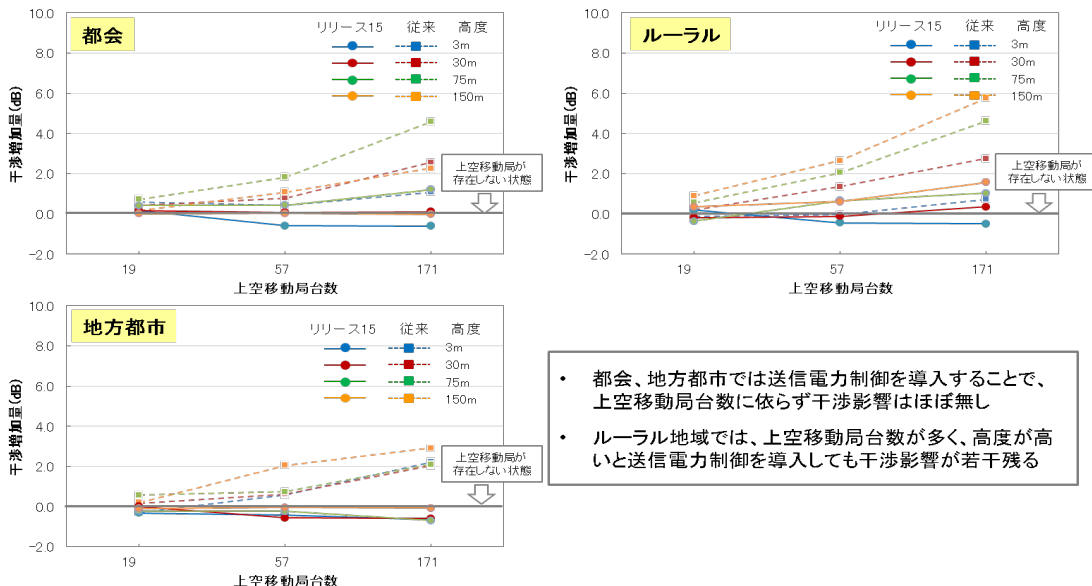 都会
干渉増加量(dB)
10.0
8.0
6.0
4.0
2.0
0.0
-2.0
リリース15 従来 高度
3m
30m
75m
150m
上空移動局が
存在しない状態
19 57 171
上空移動局台数
ルーラル
干渉増加量(dB)
10.0
8.0
6.0
4.0
2.0
0.0
-2.0
リリース15 従来 高度
3m
30m
75m
150m
上空移動局が
存在しない状態
19 57 171
上空移動局台数
地方都市
干渉増加量(dB)
10.0
8.0
6.0
4.0
2.0
0.0
-2.0
リリース15 従来 高度
3m
30m
75m
150m
上空移動局が
存在しない状態
19 57 171
上空移動局台数
• 都会、地方都市では送信電力制御を導入することで、
上空移動局台数に依らず干渉影響はほぼ無し
• ルーラル地域では、上空移動局台数が多く、高度が高
いと送信電力制御を導入しても干渉影響が若干残る